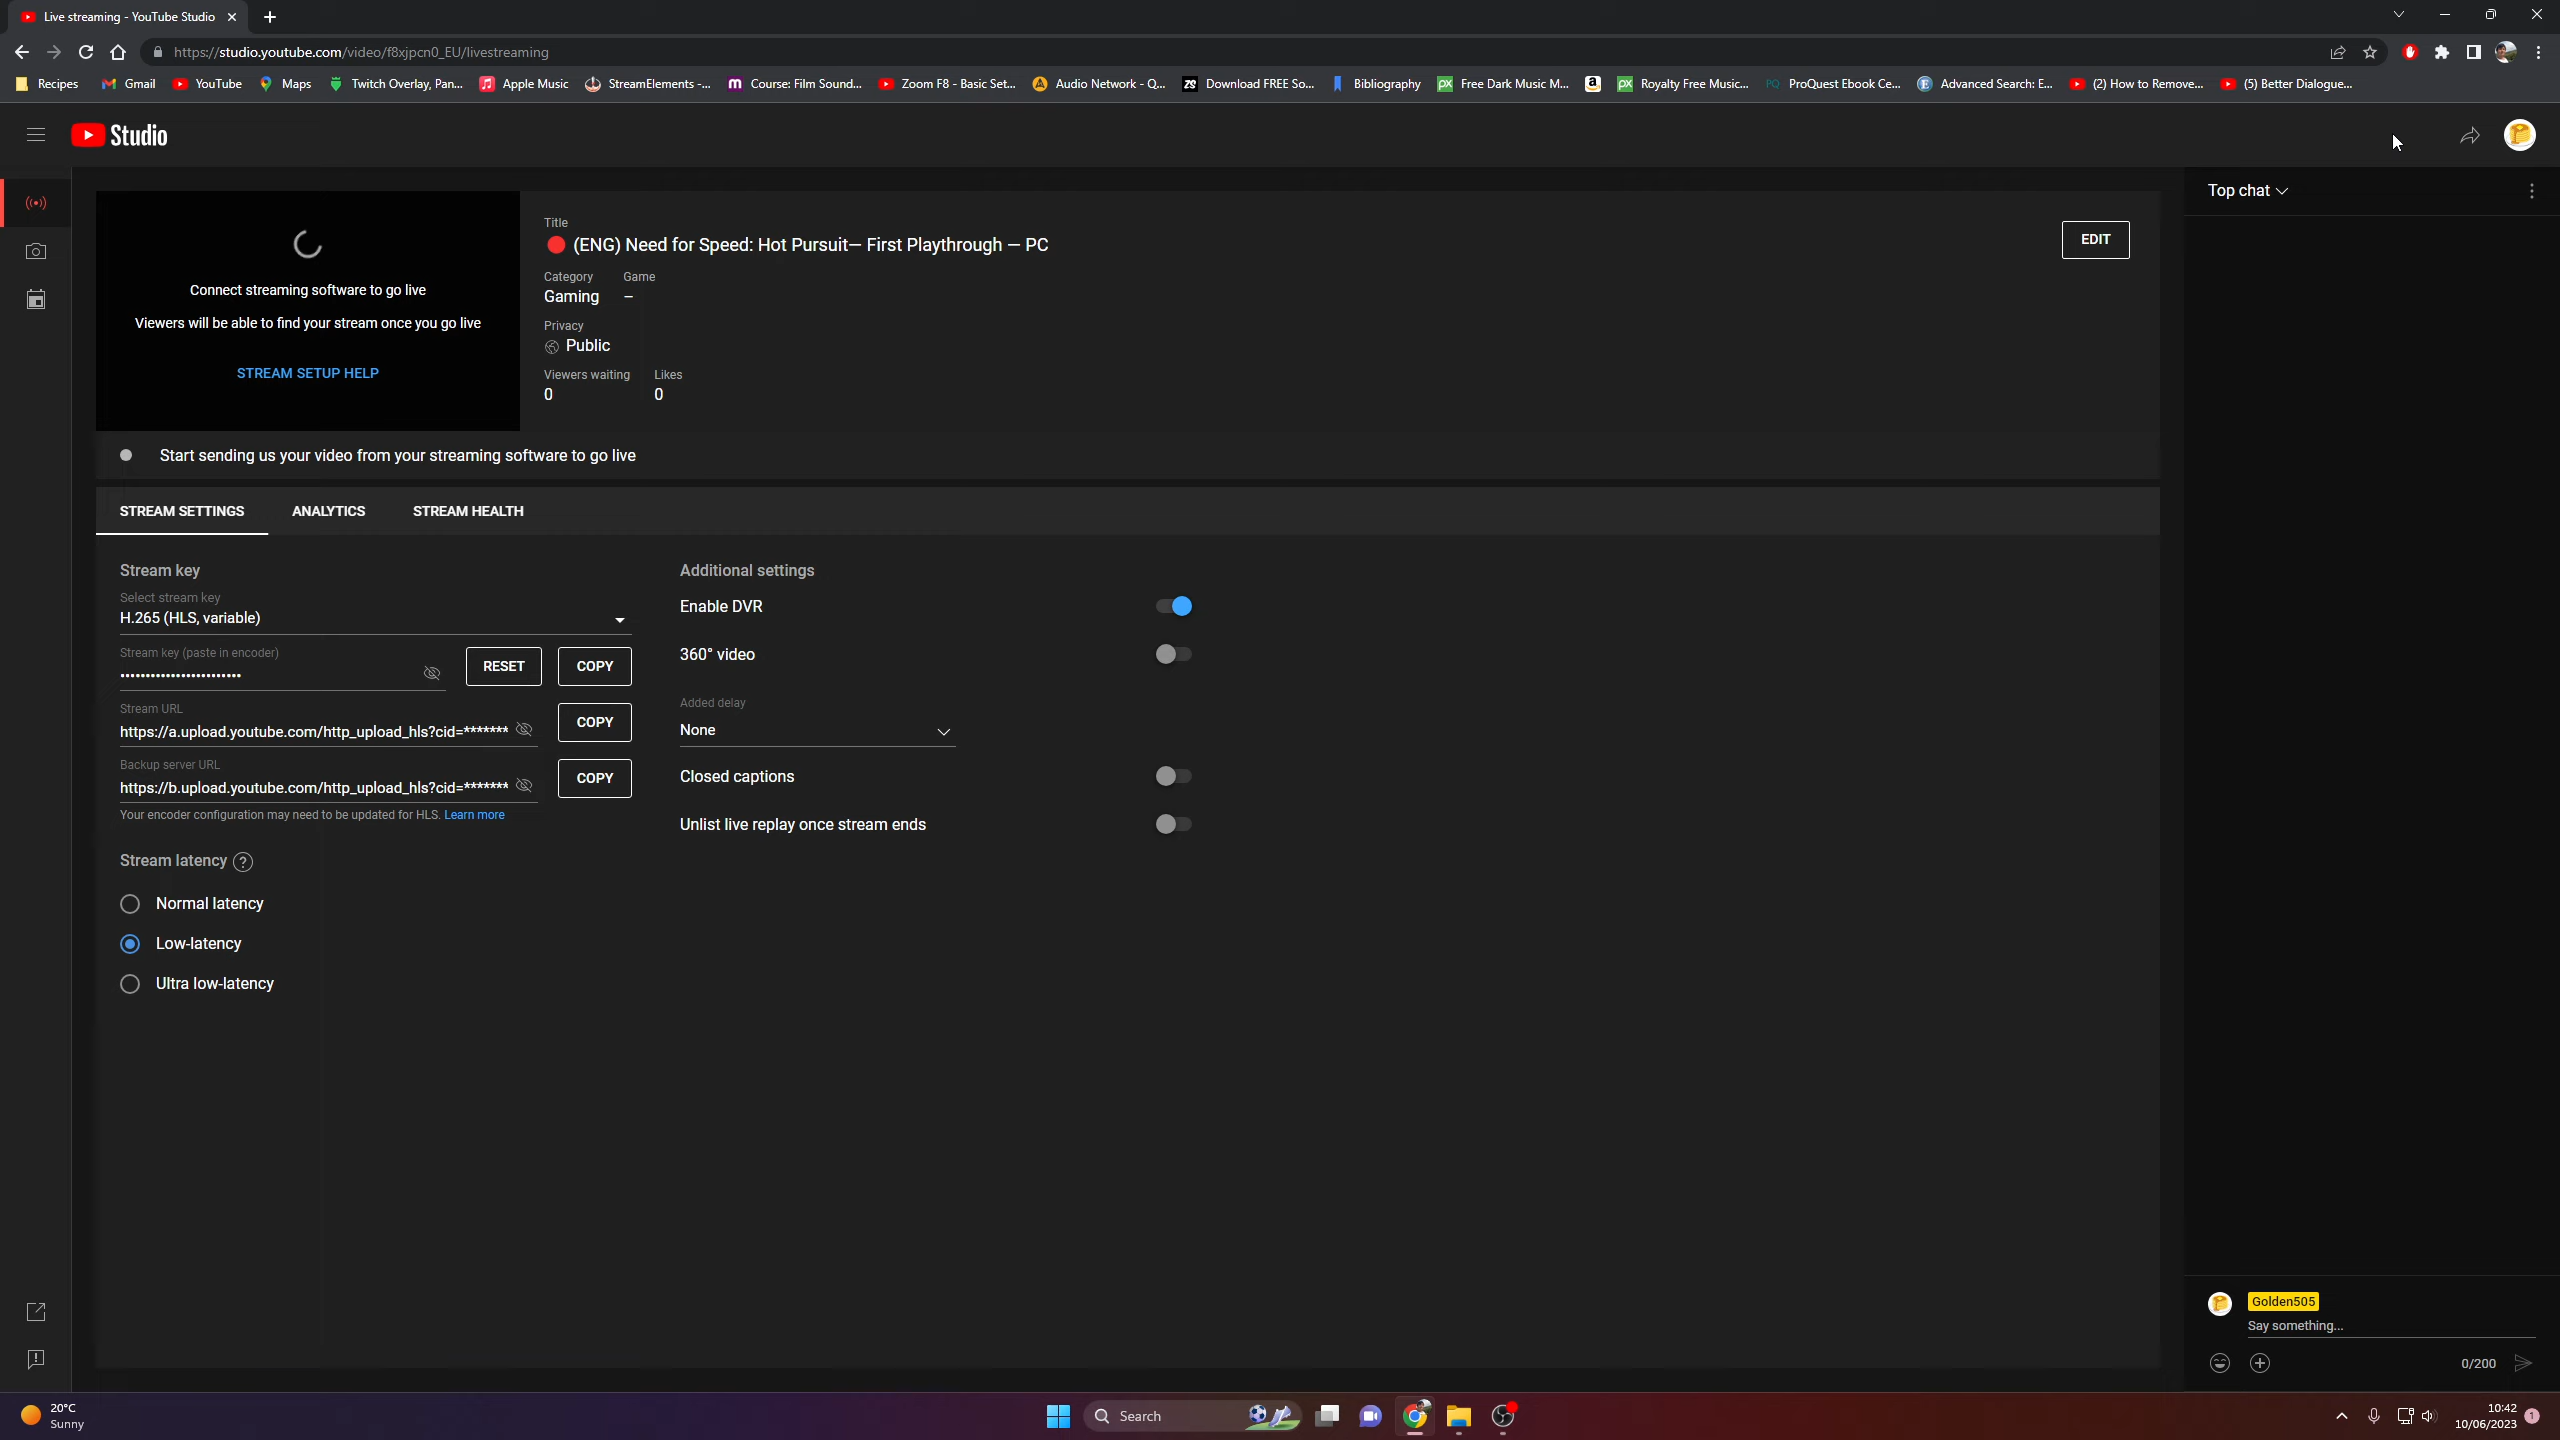 Live streaming - YouTube Studio
https://studio.youtube.com/video/f8xjpcn0_EU/livestreaming
Recipes Gmail YouTube Maps Twitch Overlay, Pan... Apple Music StreamElements -... Course: Film Sound... Zoom F8 - Basic Set... Audio Network - Q... Download FREE So... Bibliography Free Dark Music M... Royalty Free Music... ProQuest Ebook Ce... Advanced Search: E... (2) How to Remove... (5) Better Dialogue...
Studio
Connect streaming software to go live
Viewers will be able to find your stream once you go live
STREAM SETUP HELP
Title
(ENG) Need for Speed: Hot Pursuit— First Playthrough — PC
EDIT
Category Game
Gaming –
Privacy
Public
Viewers waiting Likes
0 0
Start sending us your video from your streaming software to go live
STREAM SETTINGS ANALYTICS STREAM HEALTH
Stream key
Select stream key
H.265 (HLS, variable)
Stream key (paste in encoder)
••••••••••••••••••••••••
RESET COPY
Stream URL
https://a.upload.youtube.com/http_upload_hls?cid=*******
COPY
Backup server URL
https://b.upload.youtube.com/http_upload_hls?cid=*******
COPY
Your encoder configuration may need to be updated for HLS. Learn more
Stream latency ?
Normal latency
Low-latency
Ultra low-latency
Additional settings
Enable DVR
360° video
Added delay
None
Closed captions
Unlist live replay once stream ends
Top chat
Golden505
Say something...
0/200
20°C
Sunny
Search
10:42
10/06/2023
1